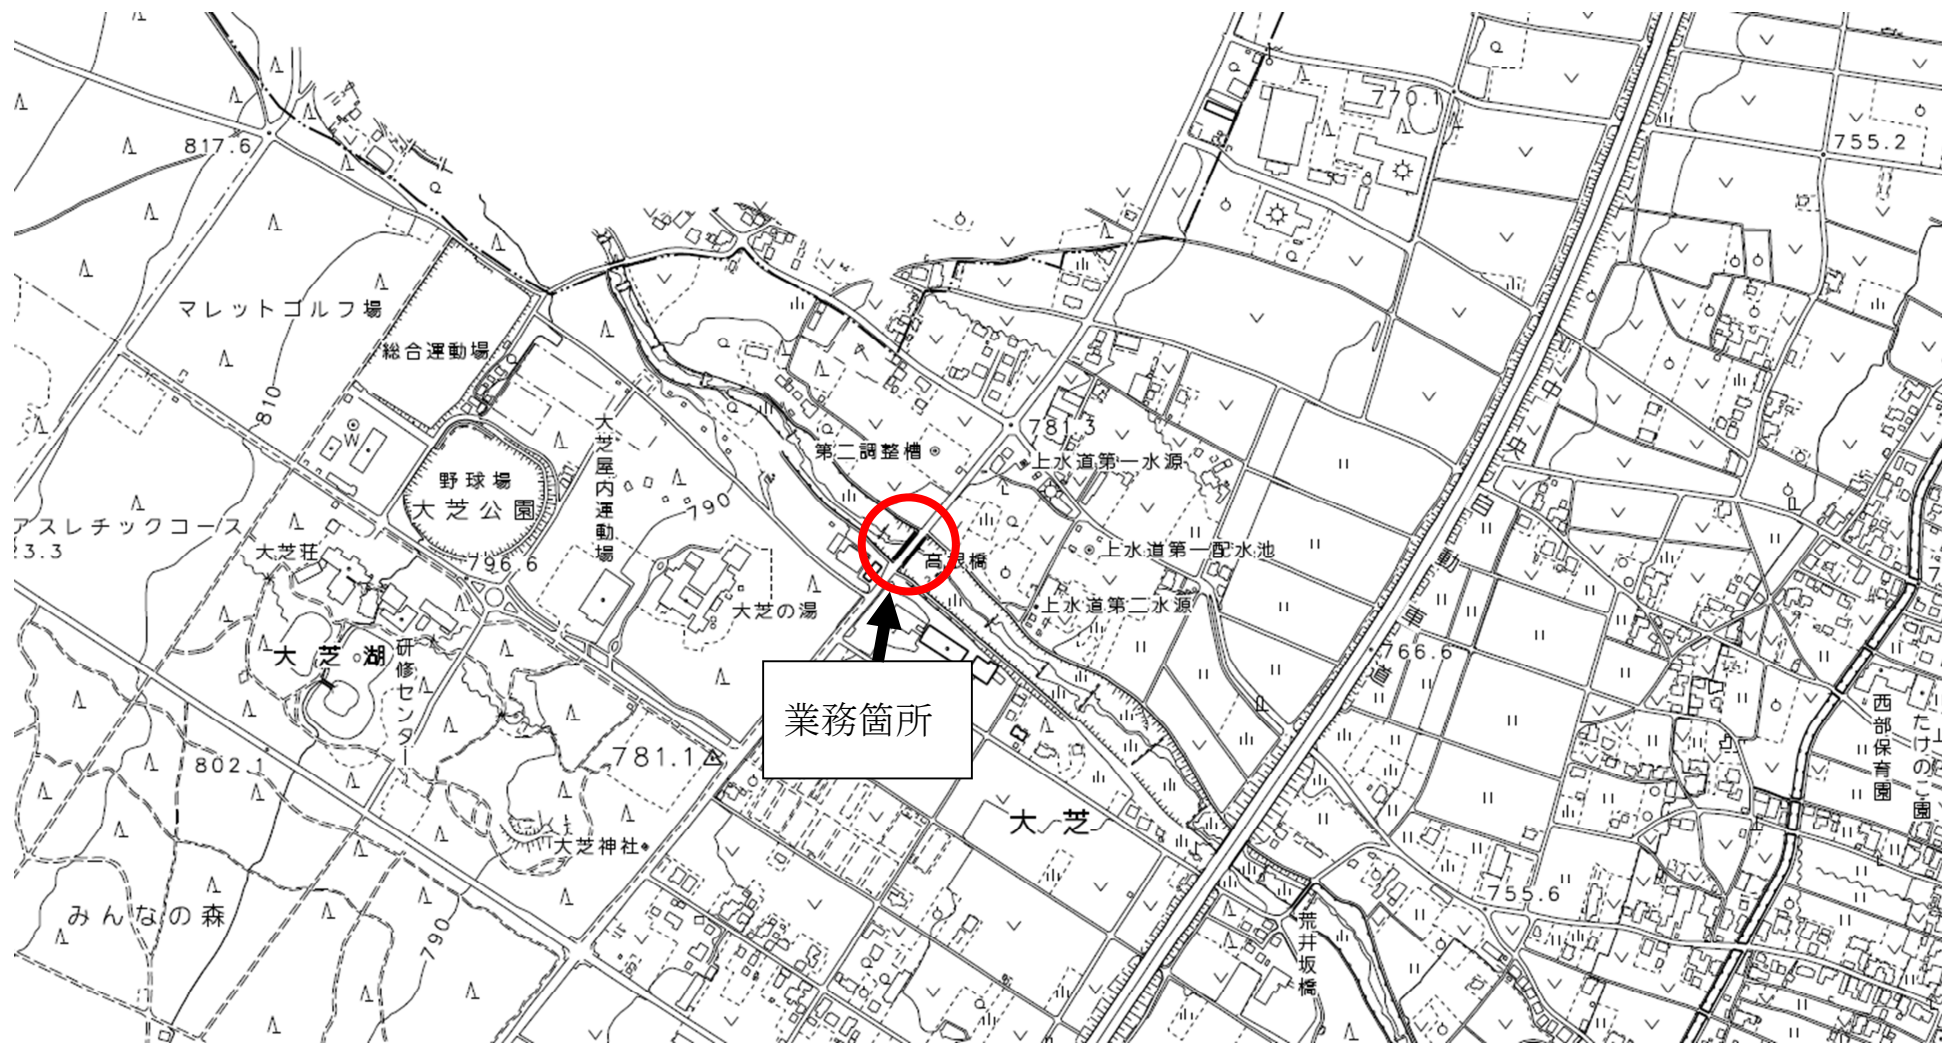 817.6
770.1
755.2
マレットゴルフ場
総合運動場
810
W
野球場
大芝公園
大芝屋内運動場
790
第二調整槽
781.3
上水道第一水源
アスレチックコース
23.3
大芝荘
796.6
高根橋
上水道第一配水池
大芝の湯
上水道第二水源
中央自動車道
766.6
大芝湖
研修センター
業務箇所
西部保育園
たけのこ園
802.1
781.1
大芝
大芝神社
みんなの森
790
755.6
荒井坂橋